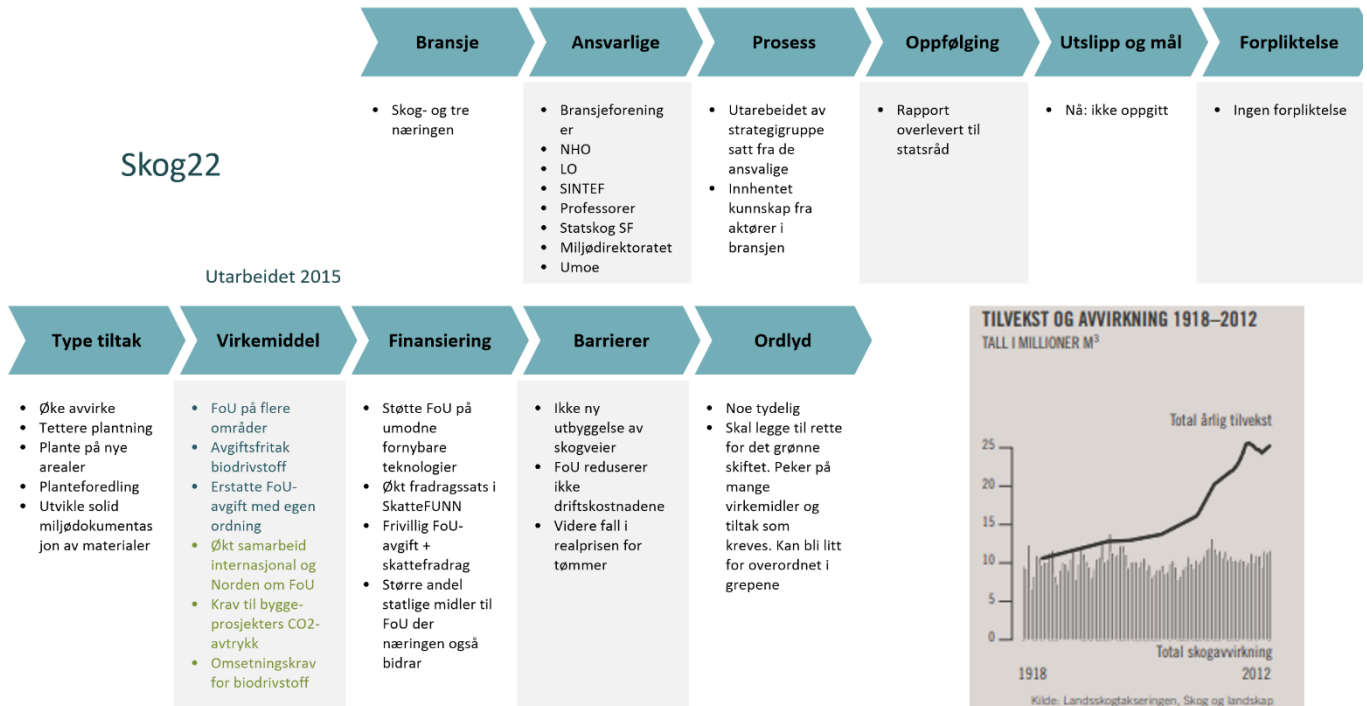 Skog22
Utarbeidet 2015
Bransje
• Skog- og tre
næringen
Ansvarlige
• Bransjeforening
er
• NHO
• LO
• SINTEF
• Professorer
• Statskog SF
• Miljødirektoratet
• Umoe
Prosess
• Utarebeidet av
strategigruppe
satt fra de
ansvalige
• Innhentet
kunnskap fra
aktører i
bransjen
Oppfølging
• Rapport
overlevert til
statsråd
Utslipp og mål
• Nå: ikke oppgitt
Forpliktelse
• Ingen forpliktelse
Type tiltak
• Øke avvirke
• Tettere plantning
• Plante på nye
arealer
• Planteforedling
• Utvikle solid
miljødokumentas
jon av materialer
Virkemiddel
• FoU på flere
områder
• Avgiftsfritak
biodrivstoff
• Erstatte FoU-
avgift med egen
ordning
• Økt samarbeid
internasjonal og
Norden om FoU
• Krav til bygge-
prosjekters CO2-
avtrykk
• Omsetningskrav
for biodrivstoff
Finansiering
• Støtte FoU på
umodne
fornybare
teknologier
• Økt fradragssats i
SkatteFUNN
• Frivillig FoU-
avgift +
skattefradrag
• Større andel
statlige midler til
FoU der
næringen også
bidrar
Barrierer
• Ikke ny
utbyggelse av
skogveier
• FoU reduserer
ikke
driftskostnadene
• Videre fall i
realprisen for
tømmer
Ordlyd
• Noe tydelig
• Skal legge til rette
for det grønne
skiftet. Peker på
mange
virkemidler og
tiltak som
kreves. Kan bli litt
for overordnet i
grepene
TILVEKST OG AVVIRKNING 1918–2012
TALL I MILLIONER M³
Total årlig tilvekst
25
20
15
10
5
0
Total skogavvirkning
1918
2012
Kilde: Landsskogtakseringen, Skog og landskap